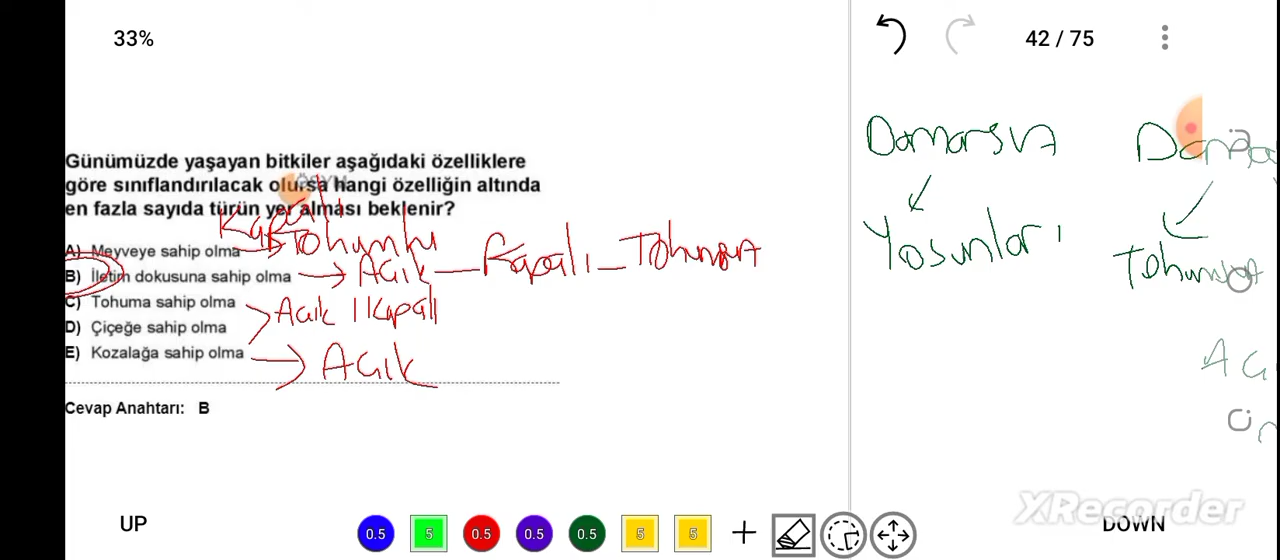 33%
42 / 75
Günümüzde yaşayan bitkiler aşağıdaki özelliklere
göre sınıflandırılacak olursa hangi özelliğin altında
en fazla sayıda türün yer alması beklenir?
A) Meyveye sahip olma → Kapalı Tohumlu
B) İletim dokusuna sahip olma → Açık — Kapalı — Tohumsuz
C) Tohuma sahip olma
Açık / Kapalı
D) Çiçeğe sahip olma
E) Kozalağa sahip olma → Açık
Cevap Anahtarı: B
Damarsız
Yosunları
UP
0.5 5 0.5 0.5 0.5 5 5
XRecorder
DOWN